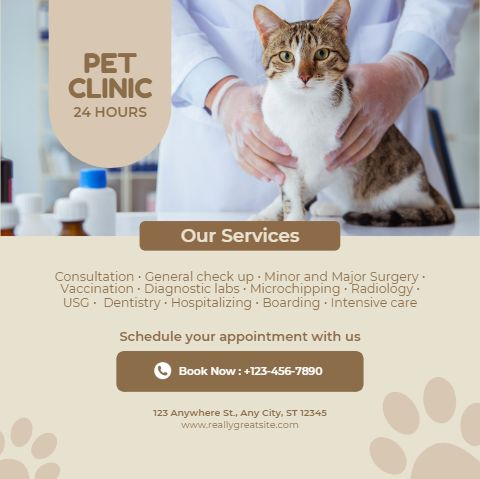 PET
CLINIC
24 HOURS
Our Services
Consultation • General check up • Minor and Major Surgery •
Vaccination • Diagnostic labs • Microchipping • Radiology •
USG • Dentistry • Hospitalizing • Boarding • Intensive care
Schedule your appointment with us
Book Now : +123-456-7890
123 Anywhere St., Any City, ST 12345
www.reallygreatsite.com